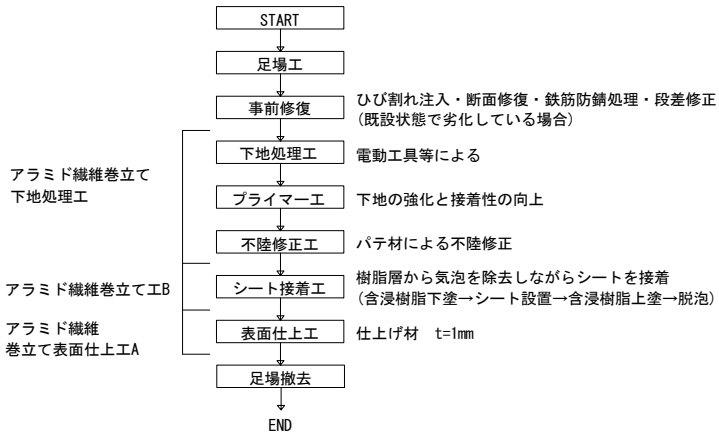 START
足場工
事前修復
ひび割れ注入・断面修復・鉄筋防錆処理・段差修正
(既設状態で劣化している場合)
アラミド繊維巻立て
下地処理工
下地処理工
電動工具等による
プライマー工
下地の強化と接着性の向上
不陸修正工
パテ材による不陸修正
アラミド繊維巻立て工B
シート接着工
樹脂層から気泡を除去しながらシートを接着
(含浸樹脂下塗→シート設置→含浸樹脂上塗→脱泡)
アラミド繊維
巻立て表面仕上工A
表面仕上工
仕上げ材 t=1㎜
足場撤去
END